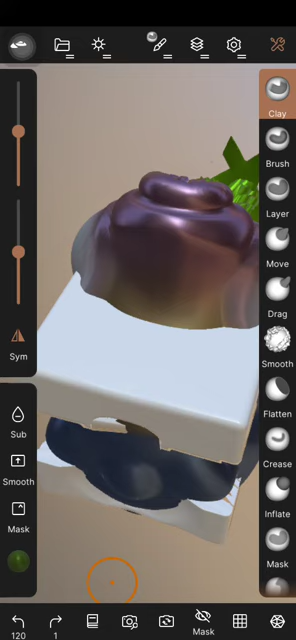 Clay
Brush
Layer
Move
Drag
Sym
Smooth
Flatten
Sub
Crease
Smooth
Inflate
Mask
Mask
120
1
Mask